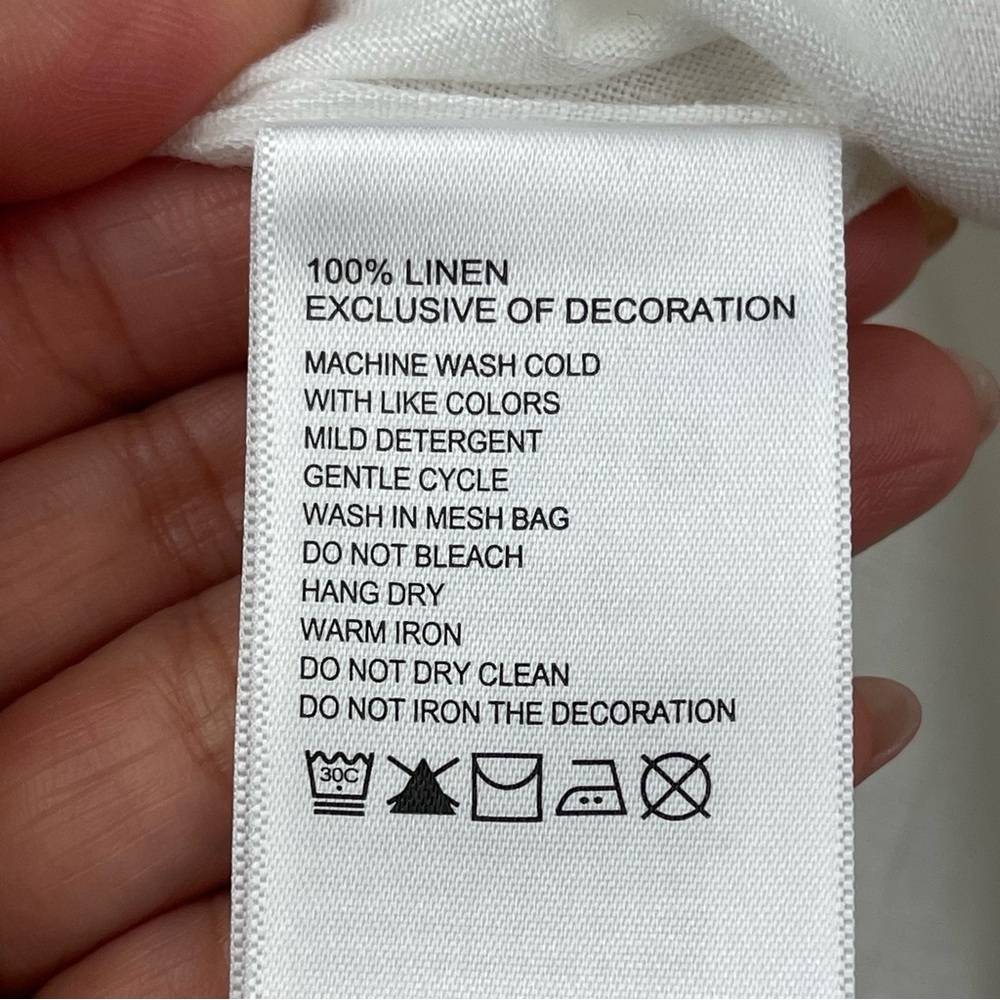 100% LINEN
EXCLUSIVE OF DECORATION
MACHINE WASH COLD
WITH LIKE COLORS
MILD DETERGENT
GENTLE CYCLE
WASH IN MESH BAG
DO NOT BLEACH
HANG DRY
WARM IRON
DO NOT DRY CLEAN
DO NOT IRON THE DECORATION
30C